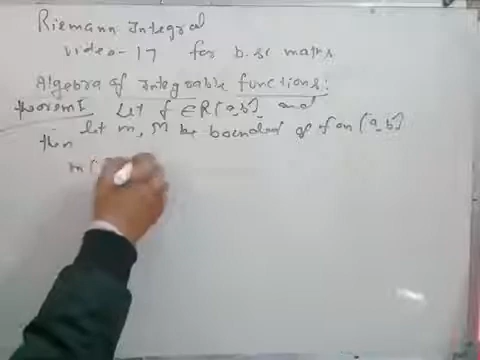 Riemann Integral
video-17 for b.sc maths
Algebra of integrable functions:
theorem I Let f ∈ R[a,b] and
let m, M be bounded of f on [a,b]
then
m(